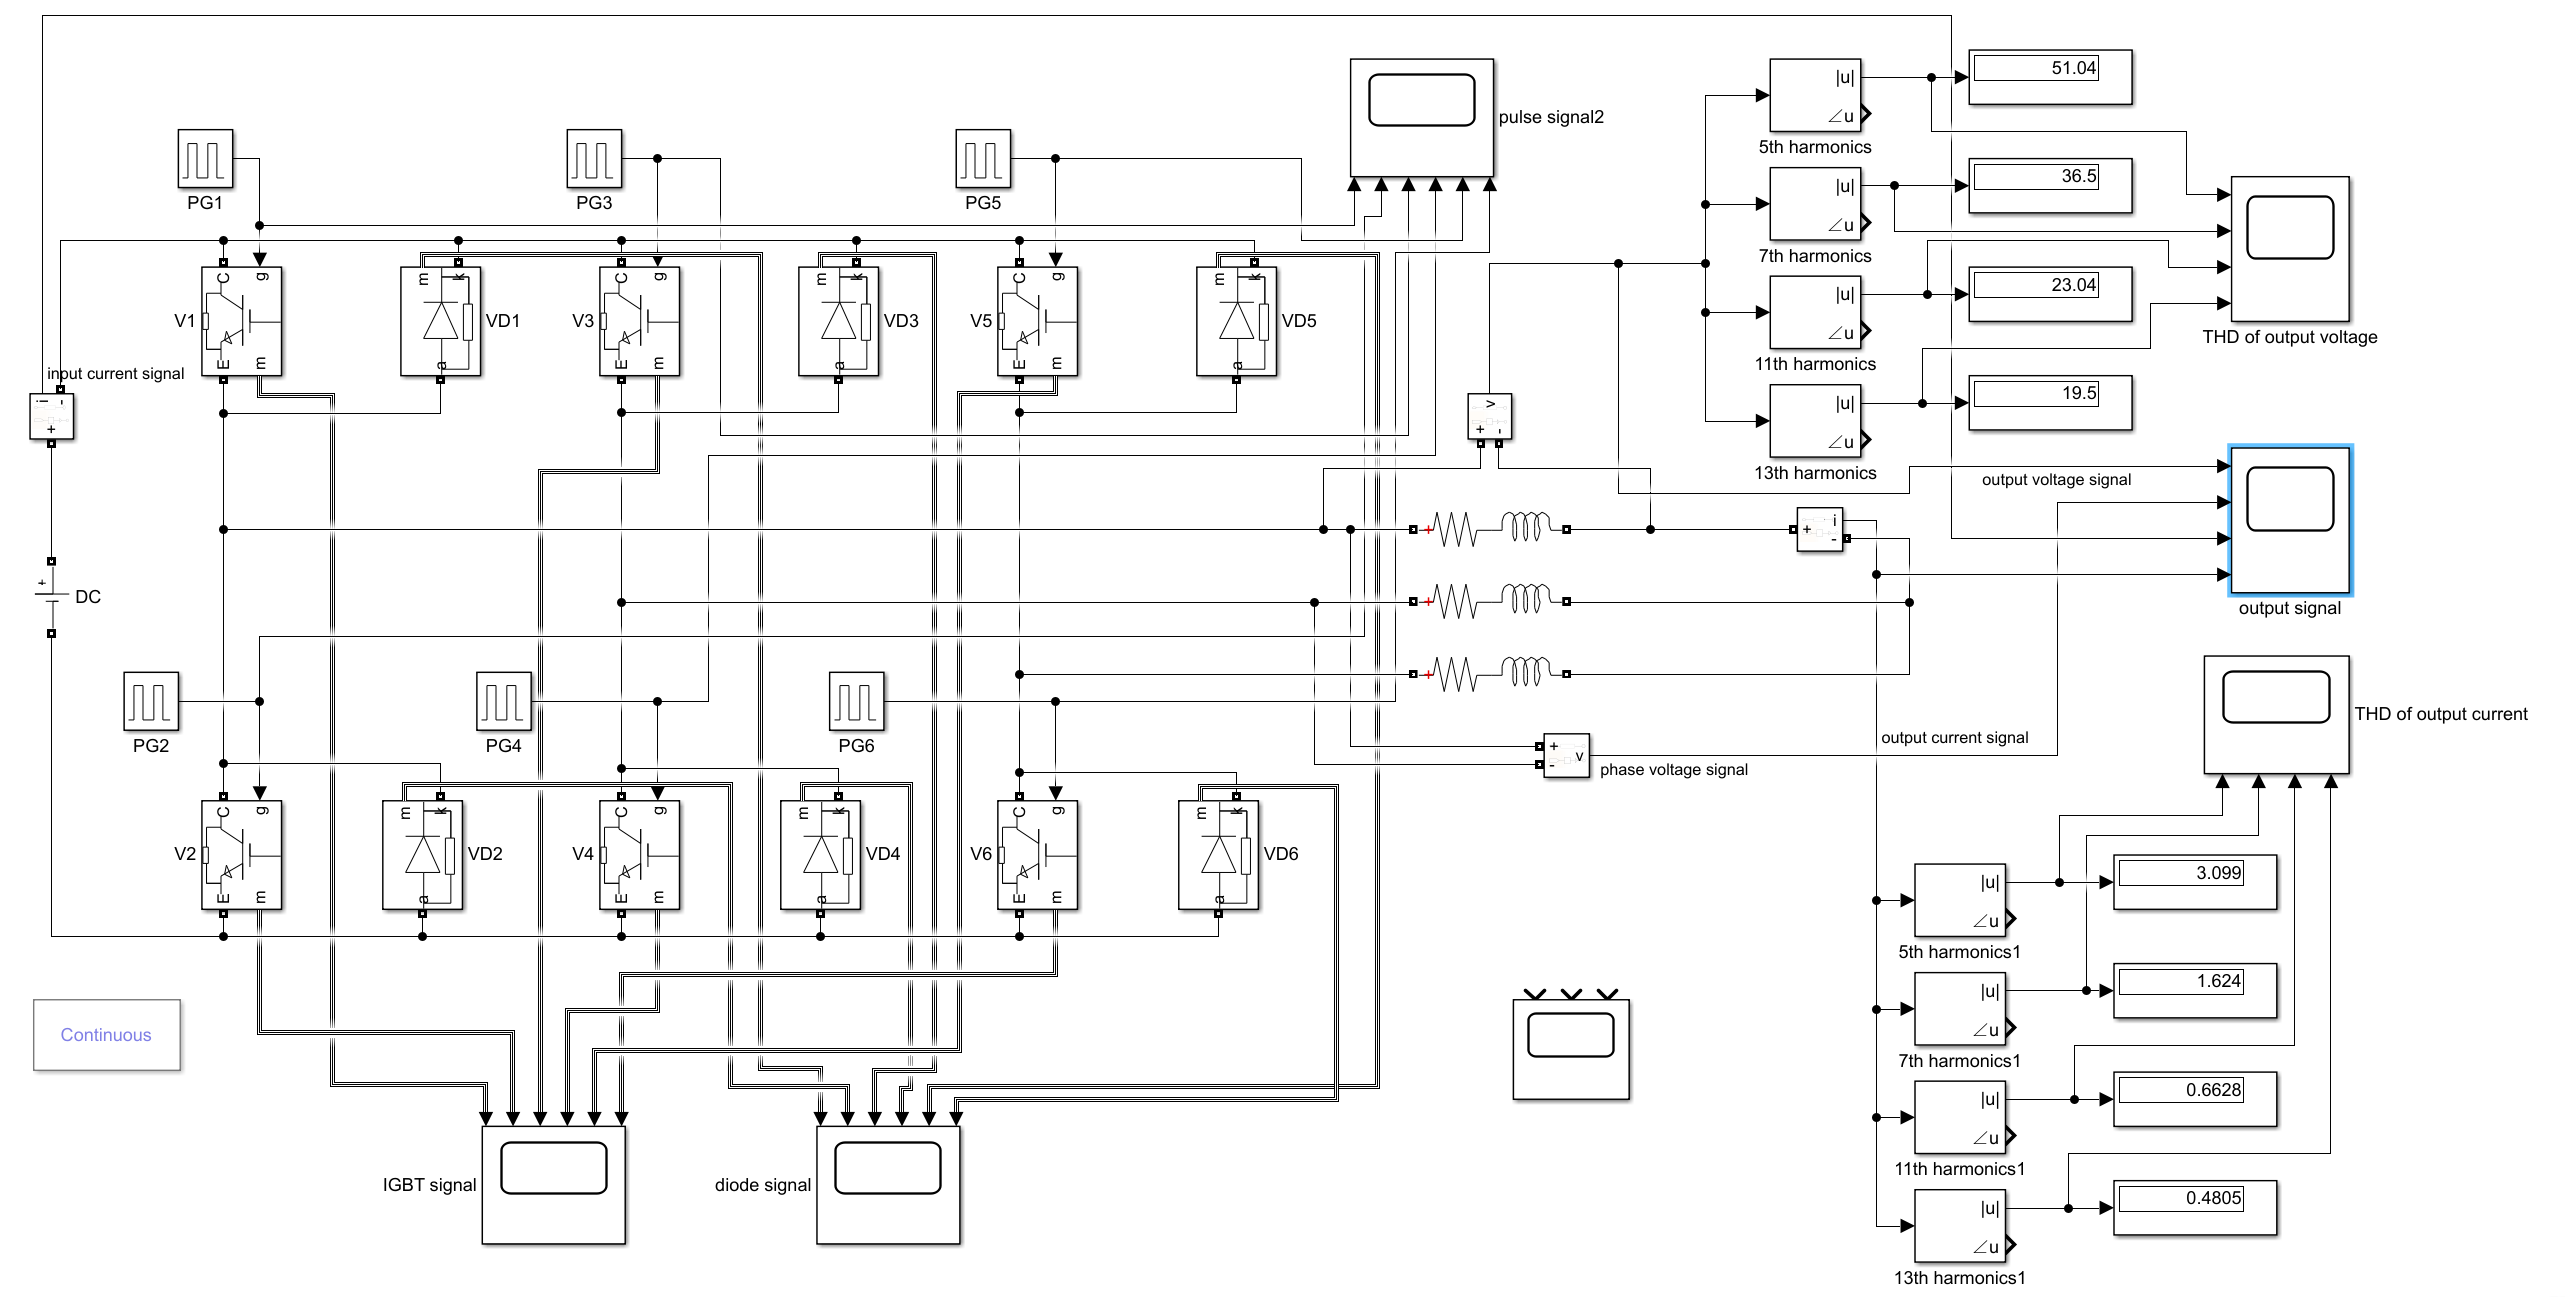 pulse signal2
|u|
∠u
5th harmonics
51.04
PG1
PG3
PG5
|u|
∠u
7th harmonics
36.5
|u|
∠u
11th harmonics
23.04
THD of output voltage
|u|
∠u
13th harmonics
19.5
C
g
V1
E
m
m
k
VD1
a
C
g
V3
E
m
m
k
VD3
a
C
g
V5
E
m
m
k
VD5
a
input current signal
i
-
+
v
+
-
output voltage signal
+
+
i
-
+
DC
+
output signal
+
PG2
PG4
PG6
+
-
v
output current signal
phase voltage signal
THD of output current
C
g
V2
E
m
m
k
VD2
a
C
g
V4
E
m
m
k
VD4
a
C
g
V6
E
m
m
k
VD6
a
|u|
∠u
5th harmonics1
3.099
|u|
∠u
7th harmonics1
1.624
Continuous
|u|
∠u
11th harmonics1
0.6628
IGBT signal
diode signal
|u|
∠u
13th harmonics1
0.4805